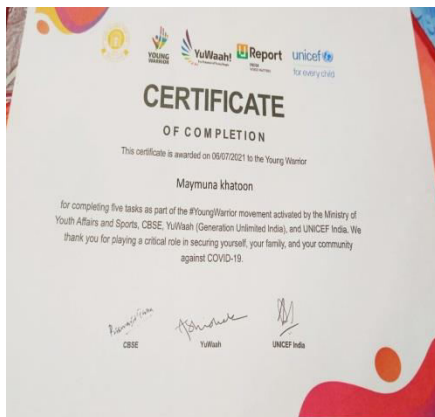 YOUNG
WARRIOR
YuWaah!
U Report
unicef
for every child
CERTIFICATE
OF COMPLETION
This certificate is awarded on 06/07/2021 to the Young Warrior
Maymuna khatoon
for completing five tasks as part of the #YoungWarrior movement activated by the Ministry of
Youth Affairs and Sports, CBSE, YuWaah (Generation Unlimited India), and UNICEF India. We
thank you for playing a critical role in securing yourself, your family, and your community
against COVID-19.
CBSE
YuWaah
UNICEF India